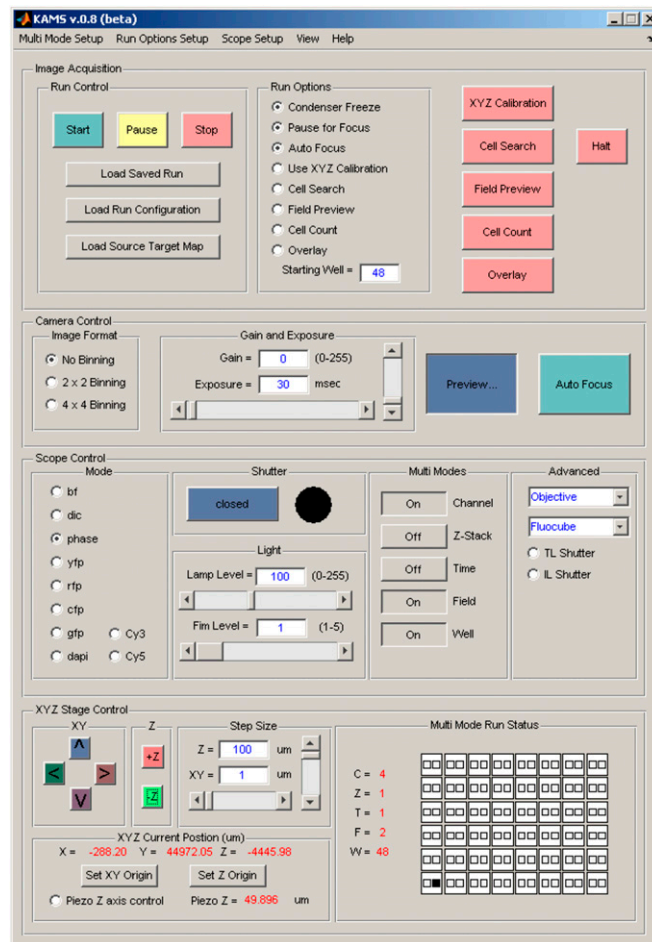 KAMS v.0.8 (beta)
Multi Mode Setup Run Options Setup Scope Setup View Help
Image Acquisition
Run Control
Start Pause Stop
Load Saved Run
Load Run Configuration
Load Source Target Map
Run Options
Condenser Freeze
Pause for Focus
Auto Focus
Use XYZ Calibration
Cell Search
Field Preview
Cell Count
Overlay
Starting Well = 48
XYZ Calibration
Cell Search Halt
Field Preview
Cell Count
Overlay
Camera Control
Image Format
No Binning
2 x 2 Binning
4 x 4 Binning
Gain and Exposure
Gain = 0 (0-255)
Exposure = 30 msec
Preview... Auto Focus
Scope Control
Mode
bf
dic
phase
yfp
rfp
cfp
gfp Cy3
dapi Cy5
Shutter
closed
Light
Lamp Level = 100 (0-255)
Fim Level = 1 (1-5)
Multi Modes
On Channel
Off Z-Stack
Off Time
On Field
On Well
Advanced
Objective
Fluocube
TL Shutter
IL Shutter
XYZ Stage Control
XY
^
< >
V
Z
+Z
-Z
Step Size
Z = 100 um
XY = 1 um
XYZ Current Postion (um)
X = -288.20 Y = 44972.05 Z = -4445.98
Set XY Origin Set Z Origin
Piezo Z axis control Piezo Z = 49.896 um
Multi Mode Run Status
C = 4
Z = 1
T = 1
F = 2
W = 48